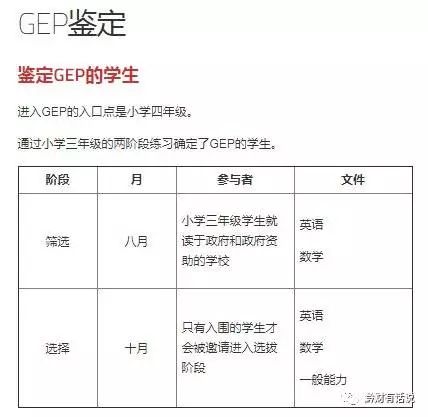 GEP鉴定
鉴定GEP的学生
进入GEP的入口点是小学四年级。
通过小学三年级的两阶段练习确定了GEP的学生。
阶段 月 参与者 文件
筛选 八月 小学三年级学生就
读于政府和政府资
助的学校
英语
数学
选择 十月 只有入围的学生才
会被邀请进入选拔
阶段
英语
数学
一般能力
黔财有话说